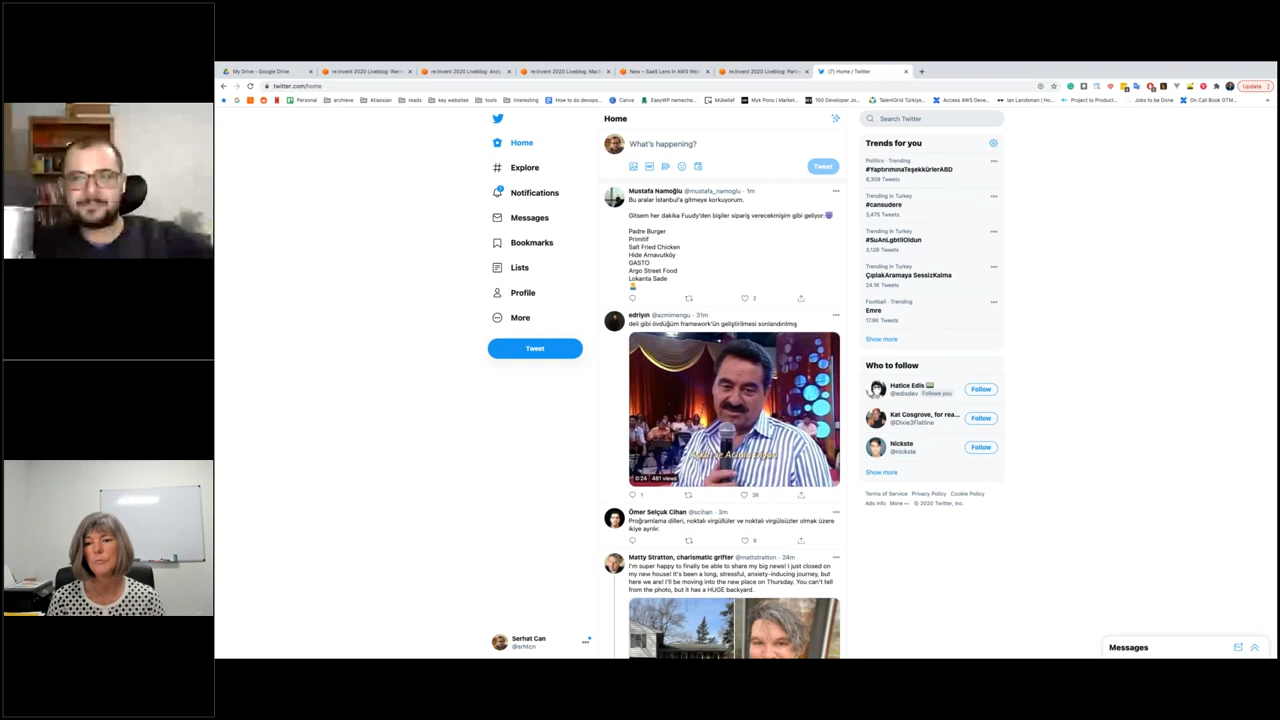 My Drive - Google Drive
re:Invent 2020 Liveblog: Wern
re:Invent 2020 Liveblog: Andy
re:Invent 2020 Liveblog: Mach
New – SaaS Lens in AWS Well
re:Invent 2020 Liveblog: Partn
(7) Home / Twitter
twitter.com/home
Update
Personal
archieve
Atlassian
reads
key websites
tools
interesting
How to do devops...
Canva
EasyWP nameche...
Mükellef
Myk Pono | Market...
100 Developer Jo...
TalentGrid Türkiye...
Access AWS Deve...
Ian Landsman | Ho...
Project to Product...
Jobs to be Done
On Call Book GTM...
Home
Explore
Notifications
Messages
Bookmarks
Lists
Profile
More
Tweet
Serhat Can
@srhtcn
Home
What's happening?
Tweet
Mustafa Namoğlu @mustafa_namoglu · 1m
Bu aralar İstanbul'a gitmeye korkuyorum.
Gitsem her dakika Fuudy'den bişiler sipariş verecekmişim gibi geliyor:😈
Padre Burger
Primitif
Salt Fried Chicken
Hide Arnavutköy
GASTO
Argo Street Food
Lokanta Sade
2
edriyın @azmimengu · 31m
deli gibi övdüğüm framework'ün geliştirilmesi sonlandırılmış
Aşkın ve Acının Diyarı
0:24 481 views
1
26
Ömer Selçuk Cihan @scihan · 3m
Programlama dilleri, noktalı virgüllüler ve noktalı virgülsüzler olmak üzere
ikiye ayrılır.
9
Matty Stratton, charismatic grifter @mattstratton · 24m
I'm super happy to finally be able to share my big news! I just closed on
my new house! It's been a long, stressful, anxiety-inducing journey, but
here we are! I'll be moving into the new place on Thursday. You can't tell
from the photo, but it has a HUGE backyard.
Search Twitter
Trends for you
Politics · Trending
#YaptırımınaTeşekkürlerABD
8,309 Tweets
Trending in Turkey
#cansudere
3,475 Tweets
Trending in Turkey
#SuAnLgbtliOldun
3,126 Tweets
Trending in Turkey
ÇıplakAramaya SessizKalma
24.1K Tweets
Football · Trending
Emre
17.9K Tweets
Show more
Who to follow
Hatice Edis
@edisdev Follows you
Follow
Kat Cosgrove, for rea...
@Dixie3Flatline
Follow
Nickste
@nickste
Follow
Show more
Terms of Service Privacy Policy Cookie Policy
Ads info More © 2020 Twitter, Inc.
Messages